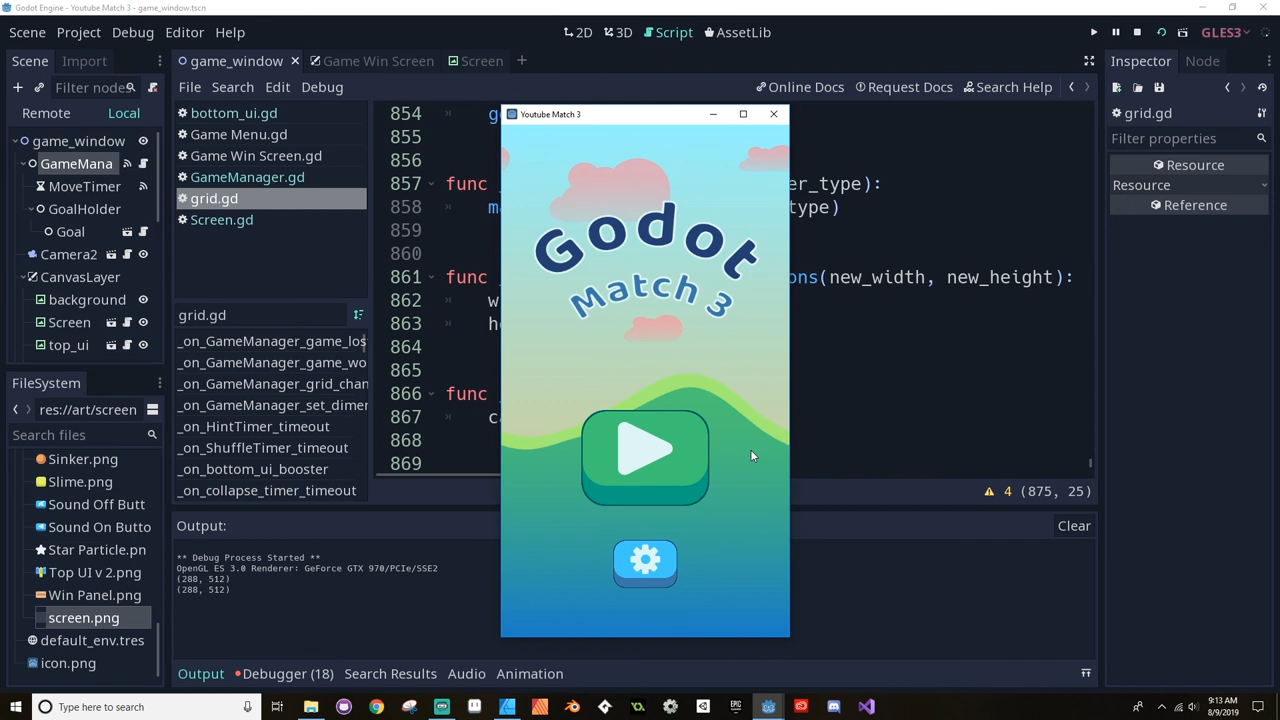 Godot Engine - Youtube Match 3 - game_window.tscn
Scene Project Debug Editor Help
2D 3D Script AssetLib
GLES3
Scene Import
game_window Game Win Screen Screen
Inspector Node
Filter nodes
File Search Edit Debug
Online Docs Request Docs Search Help
Remote Local
grid.gd
Filter properties
game_window
GameMana
MoveTimer
GoalHolder
Goal
Camera2
CanvasLayer
background
Screen
top_ui
bottom_ui.gd
Game Menu.gd
Game Win Screen.gd
GameManager.gd
grid.gd
Screen.gd
grid.gd
_on_GameManager_game_los
_on_GameManager_game_wo
_on_GameManager_grid_chan
_on_GameManager_set_dimer
_on_HintTimer_timeout
_on_ShuffleTimer_timeout
_on_bottom_ui_booster
_on_collapse_timer_timeout
854
855
856
857 func er_type):
858 type)
859
860
861 func ons(new_width, new_height):
862 w
863 h
864
865
866 func
867 c
868
869
4 (875, 25)
Youtube Match 3
Godot
Match 3
Resource
Resource
Reference
FileSystem
res://art/screen
Search files
Sinker.png
Slime.png
Sound Off Butt
Sound On Butto
Star Particle.pn
Top UI v 2.png
Win Panel.png
screen.png
default_env.tres
icon.png
Output: Clear
** Debug Process Started **
OpenGL ES 3.0 Renderer: GeForce GTX 970/PCIe/SSE2
(288, 512)
(288, 512)
Output Debugger (18) Search Results Audio Animation
Type here to search
9:13 AM
8/9/2019